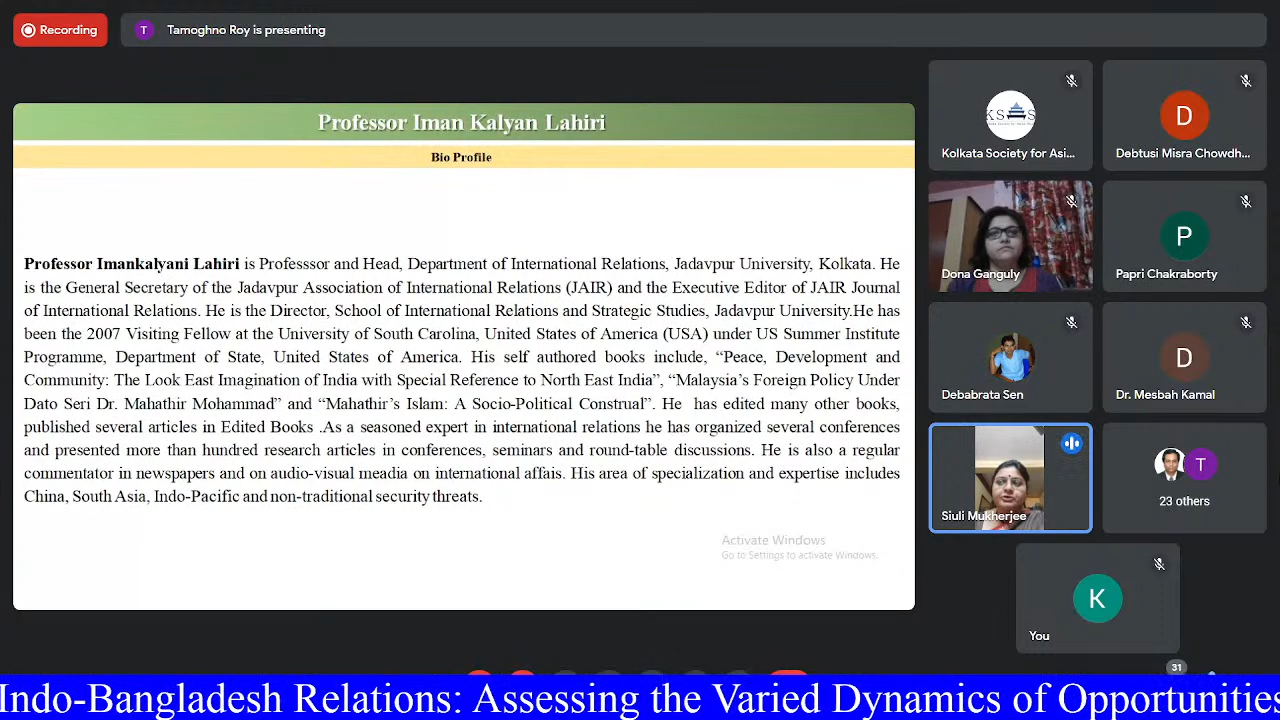 Recording
T
Tamoghno Roy is presenting
Professor Iman Kalyan Lahiri
Bio Profile
Professor Imankalyani Lahiri is Professsor and Head, Department of International Relations, Jadavpur University, Kolkata. He
is the General Secretary of the Jadavpur Association of International Relations (JAIR) and the Executive Editor of JAIR Journal
of International Relations. He is the Director, School of International Relations and Strategic Studies, Jadavpur University.He has
been the 2007 Visiting Fellow at the University of South Carolina, United States of America (USA) under US Summer Institute
Programme, Department of State, United States of America. His self authored books include, “Peace, Development and
Community: The Look East Imagination of India with Special Reference to North East India”, “Malaysia’s Foreign Policy Under
Dato Seri Dr. Mahathir Mohammad” and “Mahathir’s Islam: A Socio-Political Construal”. He has edited many other books,
published several articles in Edited Books .As a seasoned expert in international relations he has organized several conferences
and presented more than hundred research articles in conferences, seminars and round-table discussions. He is also a regular
commentator in newspapers and on audio-visual meadia on international affais. His area of specialization and expertise includes
China, South Asia, Indo-Pacific and non-traditional security threats.
Activate Windows
Go to Settings to activate Windows.
KSAS
Kolkata Society for Asi...
D
Debtusi Misra Chowdh...
Dona Ganguly
P
Papri Chakraborty
Debabrata Sen
D
Dr. Mesbah Kamal
Siuli Mukherjee
T
23 others
K
You
31
Indo-Bangladesh Relations: Assessing the Varied Dynamics of Opportunities